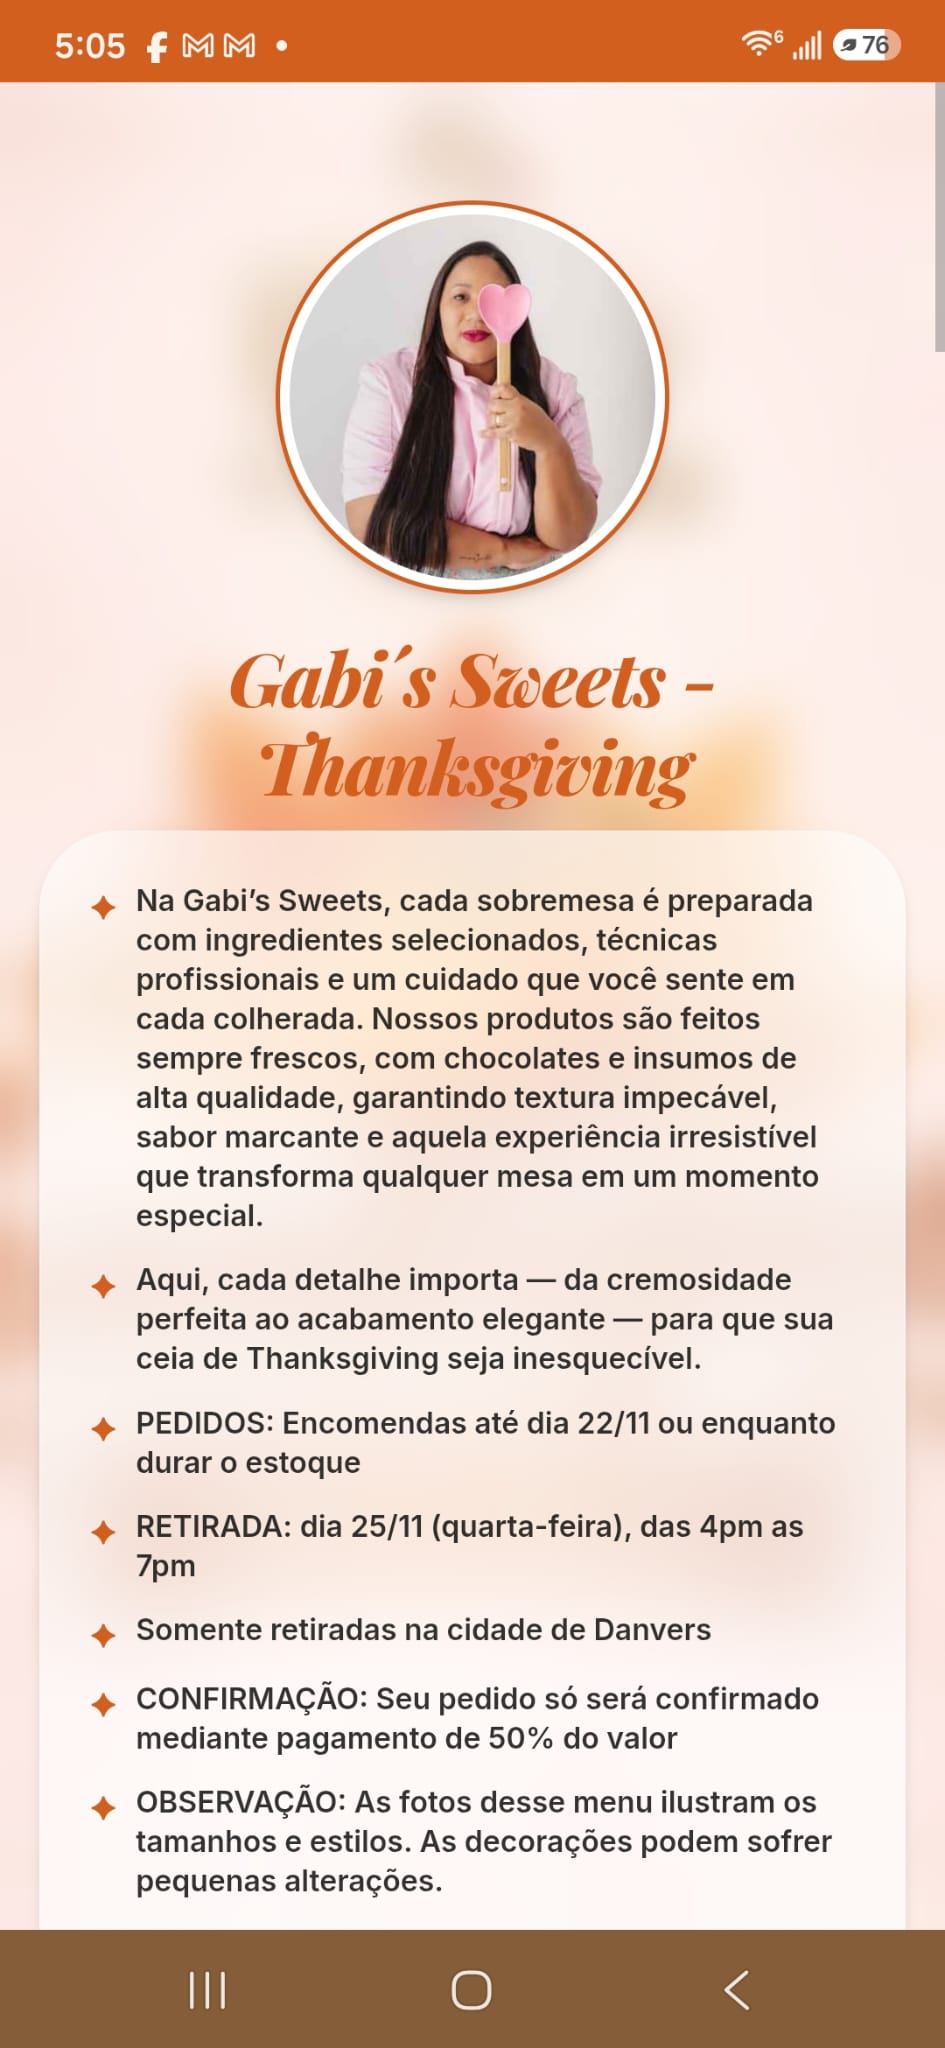 5:05
6
76
Gabi´s Sweets -
Thanksgiving
Na Gabi’s Sweets, cada sobremesa é preparada
com ingredientes selecionados, técnicas
profissionais e um cuidado que você sente em
cada colherada. Nossos produtos são feitos
sempre frescos, com chocolates e insumos de
alta qualidade, garantindo textura impecável,
sabor marcante e aquela experiência irresistível
que transforma qualquer mesa em um momento
especial.
Aqui, cada detalhe importa — da cremosidade
perfeita ao acabamento elegante — para que sua
ceia de Thanksgiving seja inesquecível.
PEDIDOS: Encomendas até dia 22/11 ou enquanto
durar o estoque
RETIRADA: dia 25/11 (quarta-feira), das 4pm as
7pm
Somente retiradas na cidade de Danvers
CONFIRMAÇÃO: Seu pedido só será confirmado
mediante pagamento de 50% do valor
OBSERVAÇÃO: As fotos desse menu ilustram os
tamanhos e estilos. As decorações podem sofrer
pequenas alterações.